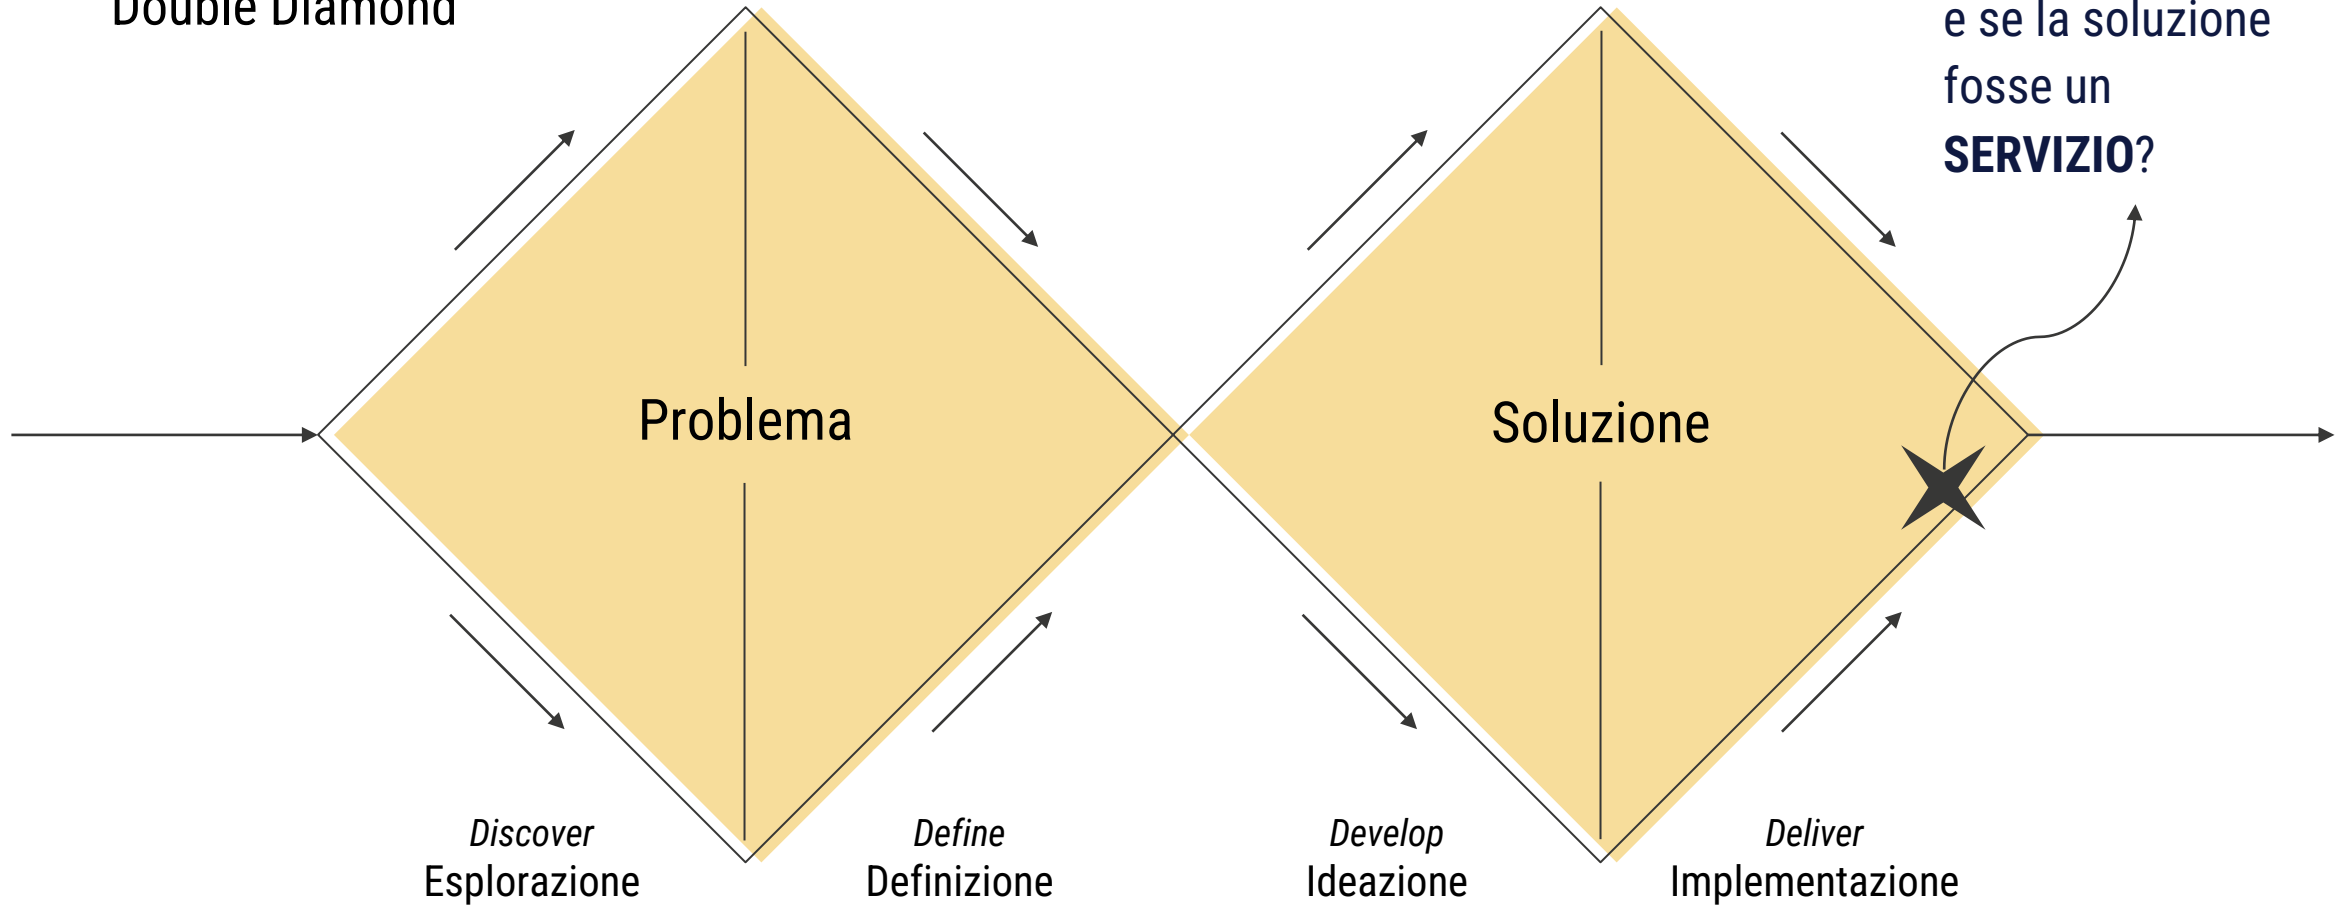 Double Diamond
e se la soluzione
fosse un
SERVIZIO?
Problema
Soluzione
Discover
Esplorazione
Define
Definizione
Develop
Ideazione
Deliver
Implementazione